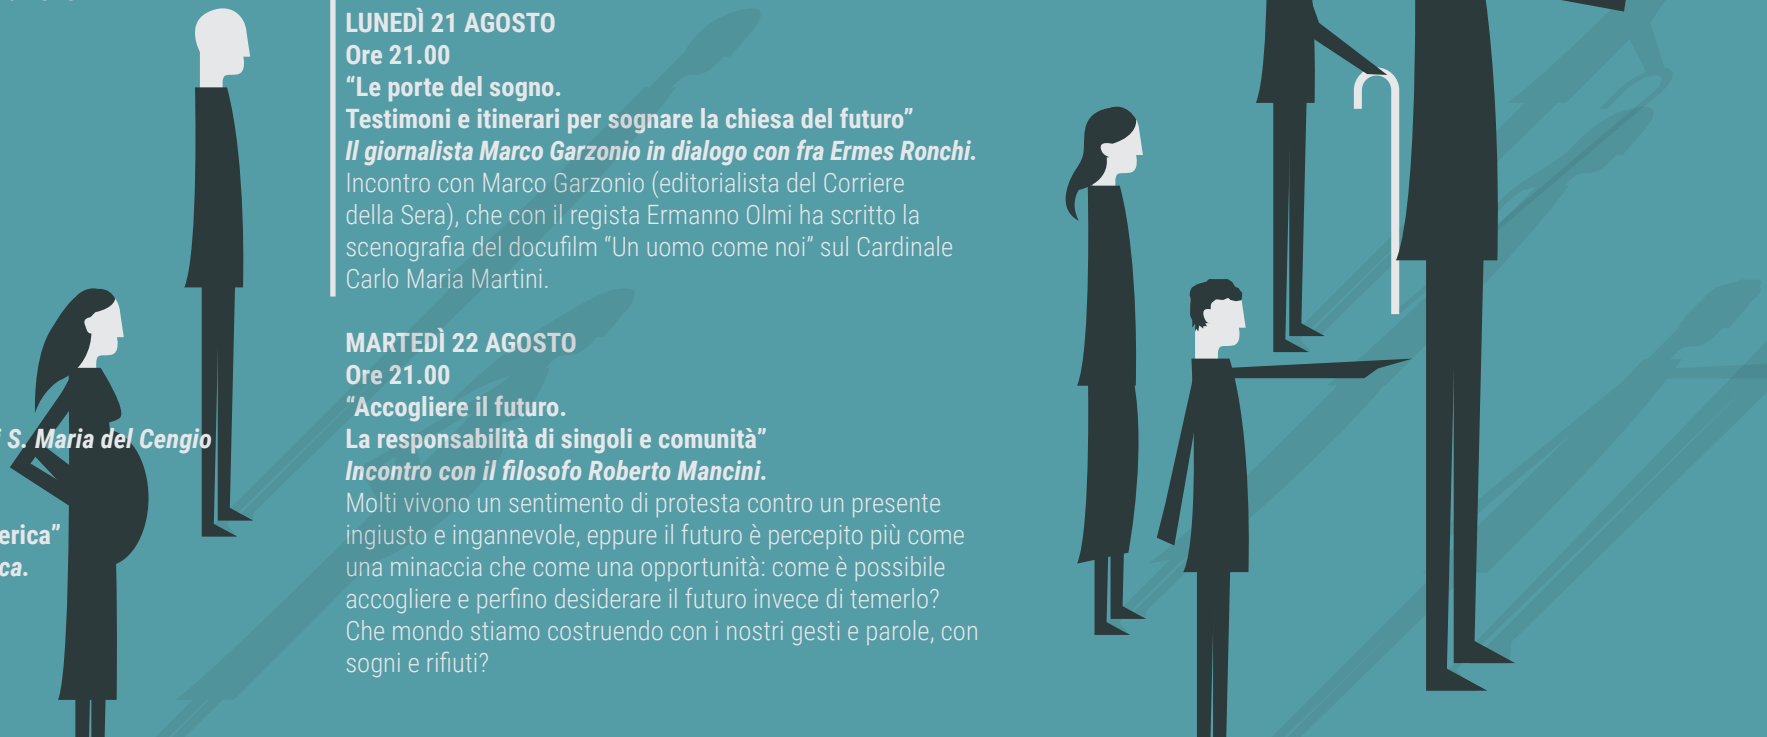 LUNEDÌ 21 AGOSTO
Ore 21.00
“Le porte del sogno.
Testimoni e itinerari per sognare la chiesa del futuro”
Il giornalista Marco Garzonio in dialogo con fra Ermes Ronchi.
Incontro con Marco Garzonio (editorialista del Corriere
della Sera), che con il regista Ermanno Olmi ha scritto la
scenografia del docufilm “Un uomo come noi” sul Cardinale
Carlo Maria Martini.
MARTEDÌ 22 AGOSTO
Ore 21.00
“Accogliere il futuro.
La responsabilità di singoli e comunità”
Incontro con il filosofo Roberto Mancini.
Molti vivono un sentimento di protesta contro un presente
ingiusto e ingannevole, eppure il futuro è percepito più come
una minaccia che come una opportunità: come è possibile
accogliere e perfino desiderare il futuro invece di temerlo?
Che mondo stiamo costruendo con i nostri gesti e parole, con
sogni e rifiuti?
S. Maria del Cengio
erica”
ca.